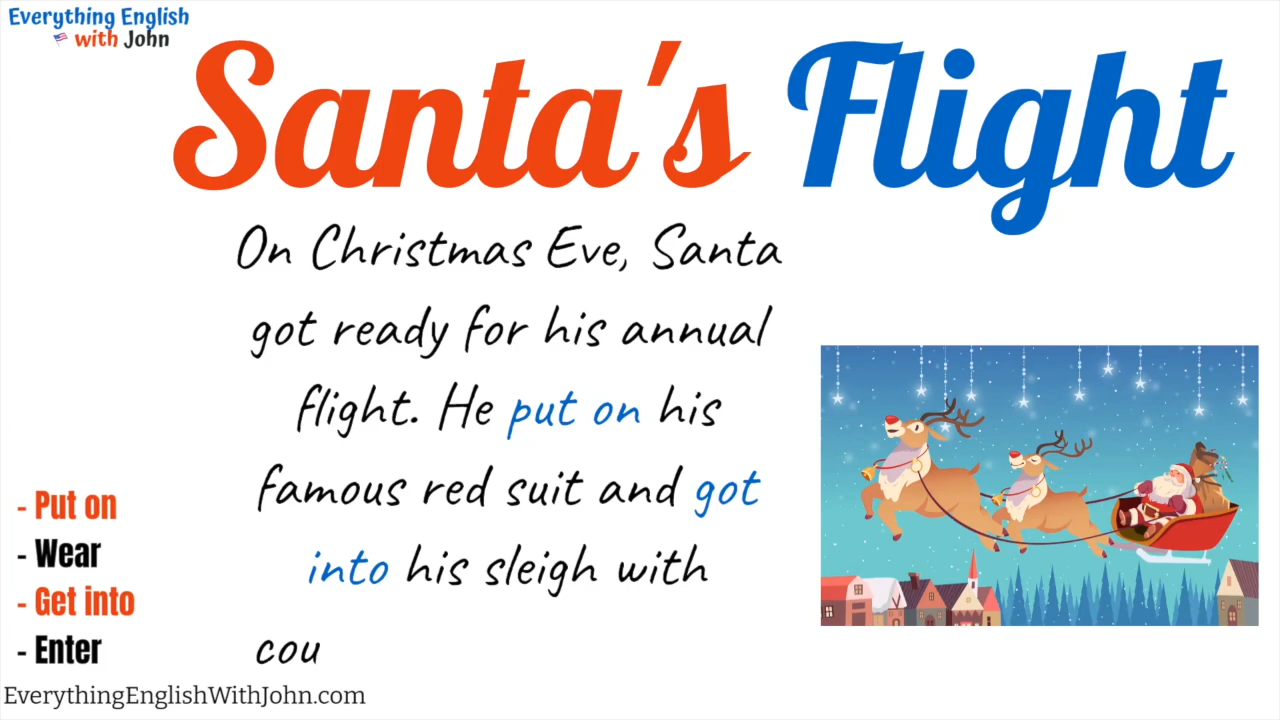 Everything English
with John
Santa's Flight
On Christmas Eve, Santa
got ready for his annual
flight. He put on his
famous red suit and got
into his sleigh with
cou
- Put on
- Wear
- Get into
- Enter
EverythingEnglishWithJohn.com